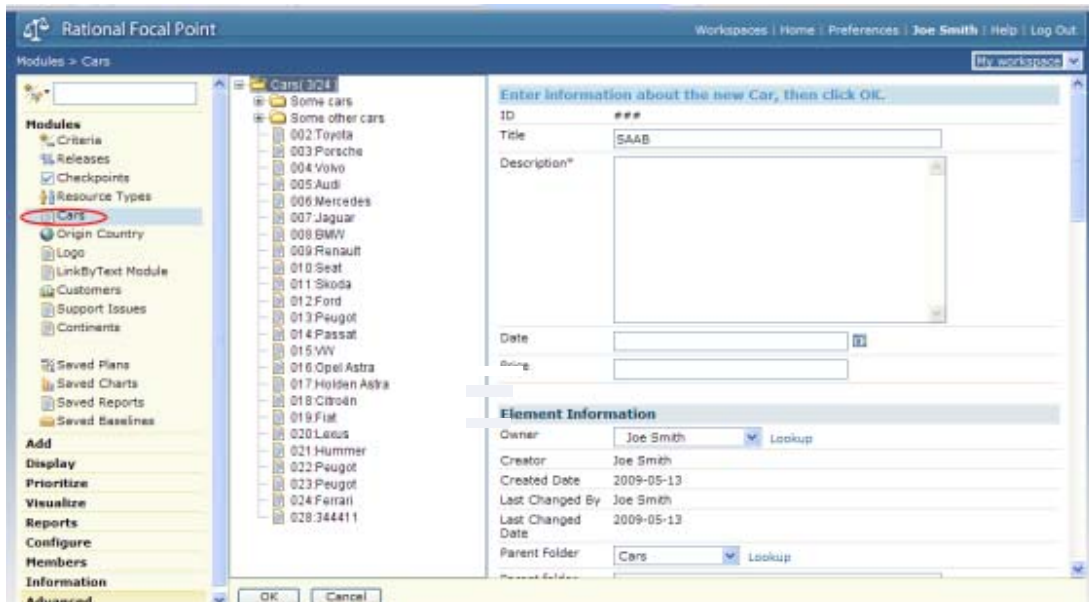 Rational Focal Point
Workspaces | Home | Preferences | Joe Smith | Help | Log Out
Modules > Cars
My workspace
Modules
Criteria
Releases
Checkpoints
Resource Types
Cars
Origin Country
Logo
LinkByText Module
Customers
Support Issues
Continents
Saved Plans
Saved Charts
Saved Reports
Saved Baselines
Add
Display
Prioritize
Visualize
Reports
Configure
Members
Information
Advanced
Cars( 3/24 )
Some cars
Some other cars
002:Toyota
003:Porsche
004:Volvo
005:Audi
006:Mercedes
007:Jaguar
008:BMW
009:Renault
010:Seat
011:Skoda
012:Ford
013:Peugot
014:Passat
015:VW
016:Opel Astra
017:Holden Astra
018:Citroën
019:Fiat
020:Lexus
021:Hummer
022:Peugot
023:Peugot
024:Ferrari
028:344411
Enter information about the new Car, then click OK.
ID ###
Title SAAB
Description*
Date
Price
Element Information
Owner Joe Smith Lookup
Creator Joe Smith
Created Date 2009-05-13
Last Changed By Joe Smith
Last Changed Date 2009-05-13
Parent Folder Cars Lookup
OK Cancel